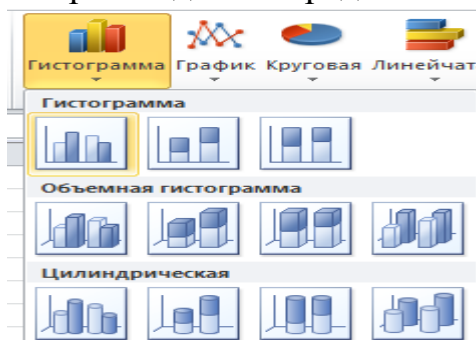 Гистограмма График Круговая Линейчат
Гистограмма
Объемная гистограмма
Цилиндрическая